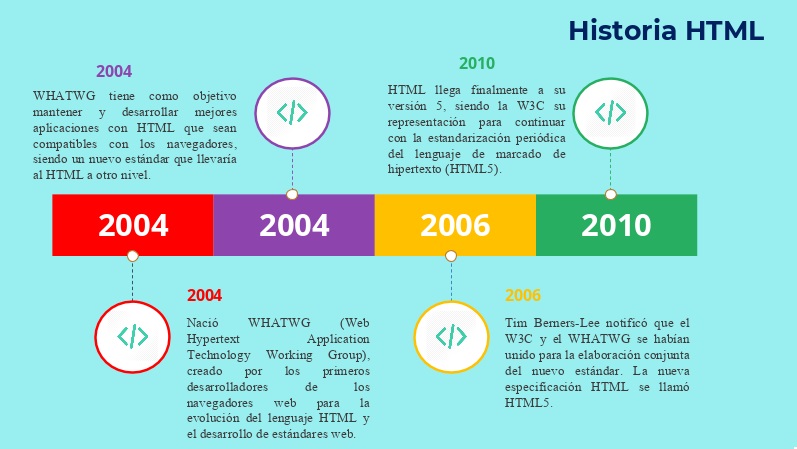 Historia HTML
2004
WHATWG tiene como objetivo
mantener y desarrollar mejores
aplicaciones con HTML que sean
compatibles con los navegadores,
siendo un nuevo estándar que llevaría
al HTML a otro nivel.
</>
2010
HTML llega finalmente a su
versión 5, siendo la W3C su
representación para continuar
con la estandarización periódica
del lenguaje de marcado de
hipertexto (HTML5).
</>
2004
2004
2006
2010
</>
2004
Nació WHATWG (Web
Hypertext Application
Technology Working Group),
creado por los primeros
desarrolladores de los
navegadores web para la
evolución del lenguaje HTML y
el desarrollo de estándares web.
</>
2006
Tim Berners-Lee notificó que el
W3C y el WHATWG se habían
unido para la elaboración conjunta
del nuevo estándar. La nueva
especificación HTML se llamó
HTML5.